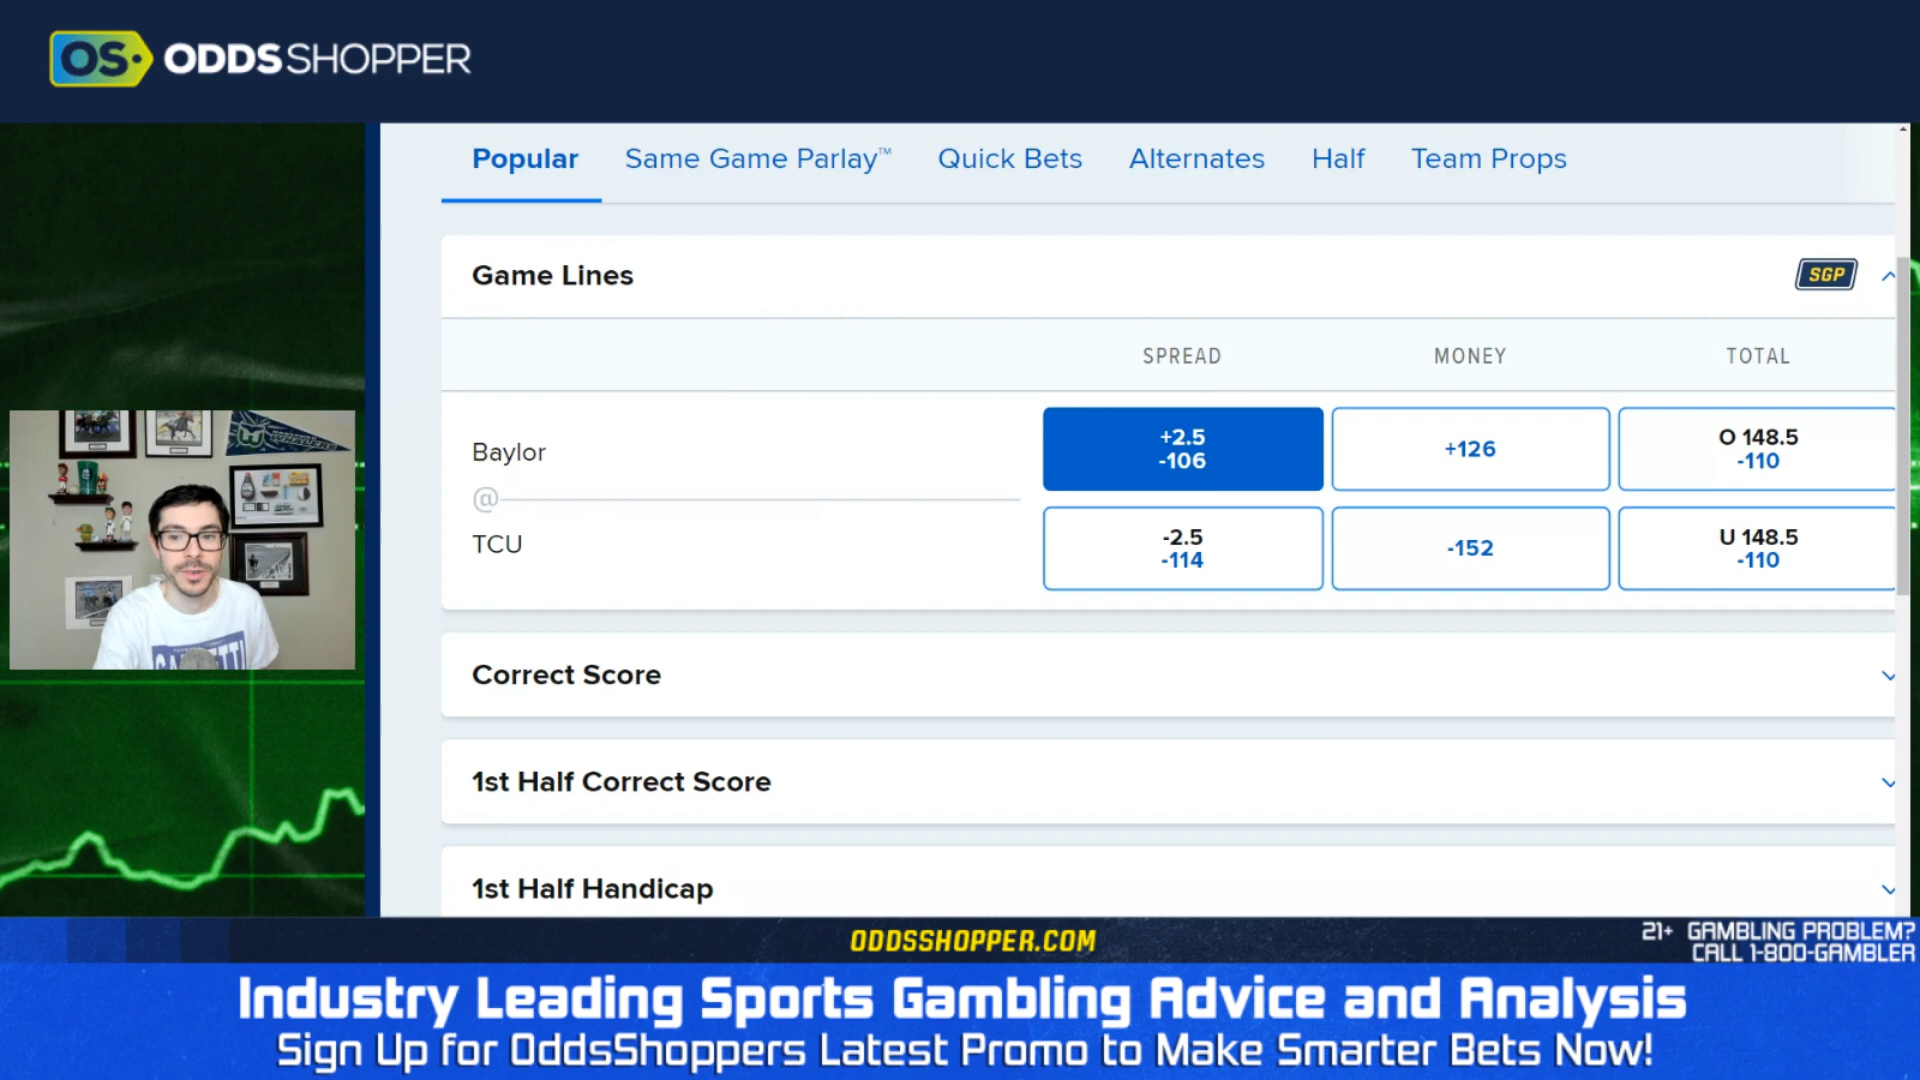 OS
ODDSSHOPPER
Popular
Same Game Parlay™
Quick Bets
Alternates
Half
Team Props
Game Lines
SGP
SPREAD
MONEY
TOTAL
Baylor
+2.5
-106
+126
O 148.5
-110
@
TCU
-2.5
-114
-152
U 148.5
-110
Correct Score
1st Half Correct Score
1st Half Handicap
ODDSSHOPPER.COM
21+ GAMBLING PROBLEM?
CALL 1-800-GAMBLER
Industry Leading Sports Gambling Advice and Analysis
Sign Up for OddsShoppers Latest Promo to Make Smarter Bets Now!